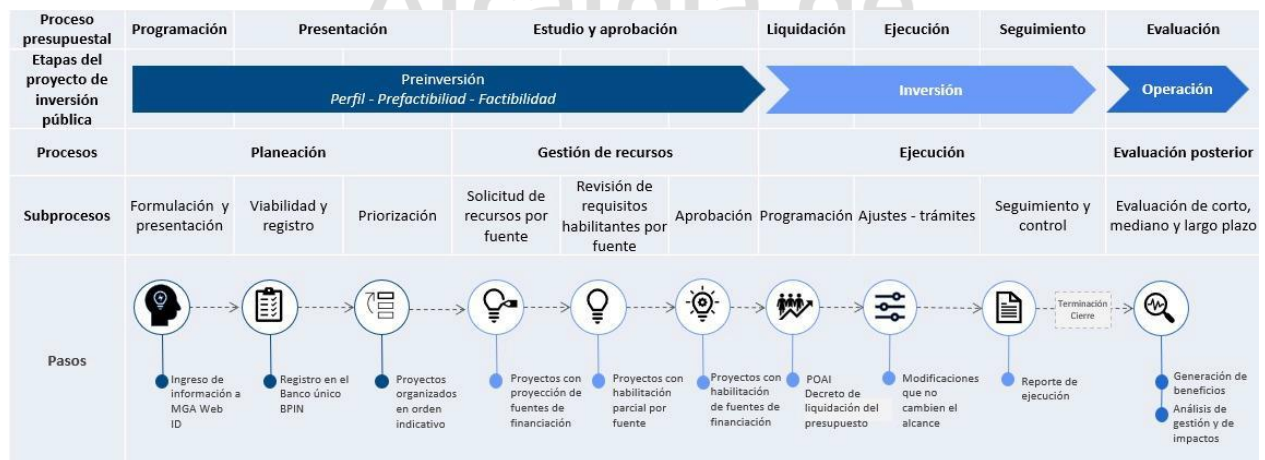 Alcaldía de
Proceso
presupuestal
Programación
Presentación
Estudio y aprobación
Liquidación
Ejecución
Seguimiento
Evaluación
Etapas del
proyecto de
inversión
pública
Preinversión
Perfil - Prefactibiliad - Factibilidad
Inversión
Operación
Procesos
Planeación
Gestión de recursos
Ejecución
Evaluación posterior
Subprocesos
Formulación y
presentación
Viabilidad y
registro
Priorización
Solicitud de
recursos por
fuente
Revisión de
requisitos
habilitantes por
fuente
Aprobación
Programación
Ajustes - trámites
Seguimiento y
control
Evaluación de corto,
mediano y largo plazo
Pasos
Terminación
Cierre
Ingreso de
información a
MGA Web
ID
Registro en el
Banco único
BPIN
Proyectos
organizados
en orden
indicativo
Proyectos con
proyección de
fuentes de
financiación
Proyectos con
habilitación
parcial por
fuente
Proyectos con
habilitación
de fuentes de
financiación
POAI
Decreto de
liquidación del
presupuesto
Modificaciones
que no
cambien el
alcance
Reporte de
ejecución
Generación de
beneficios
Análisis de
gestión y de
impactos